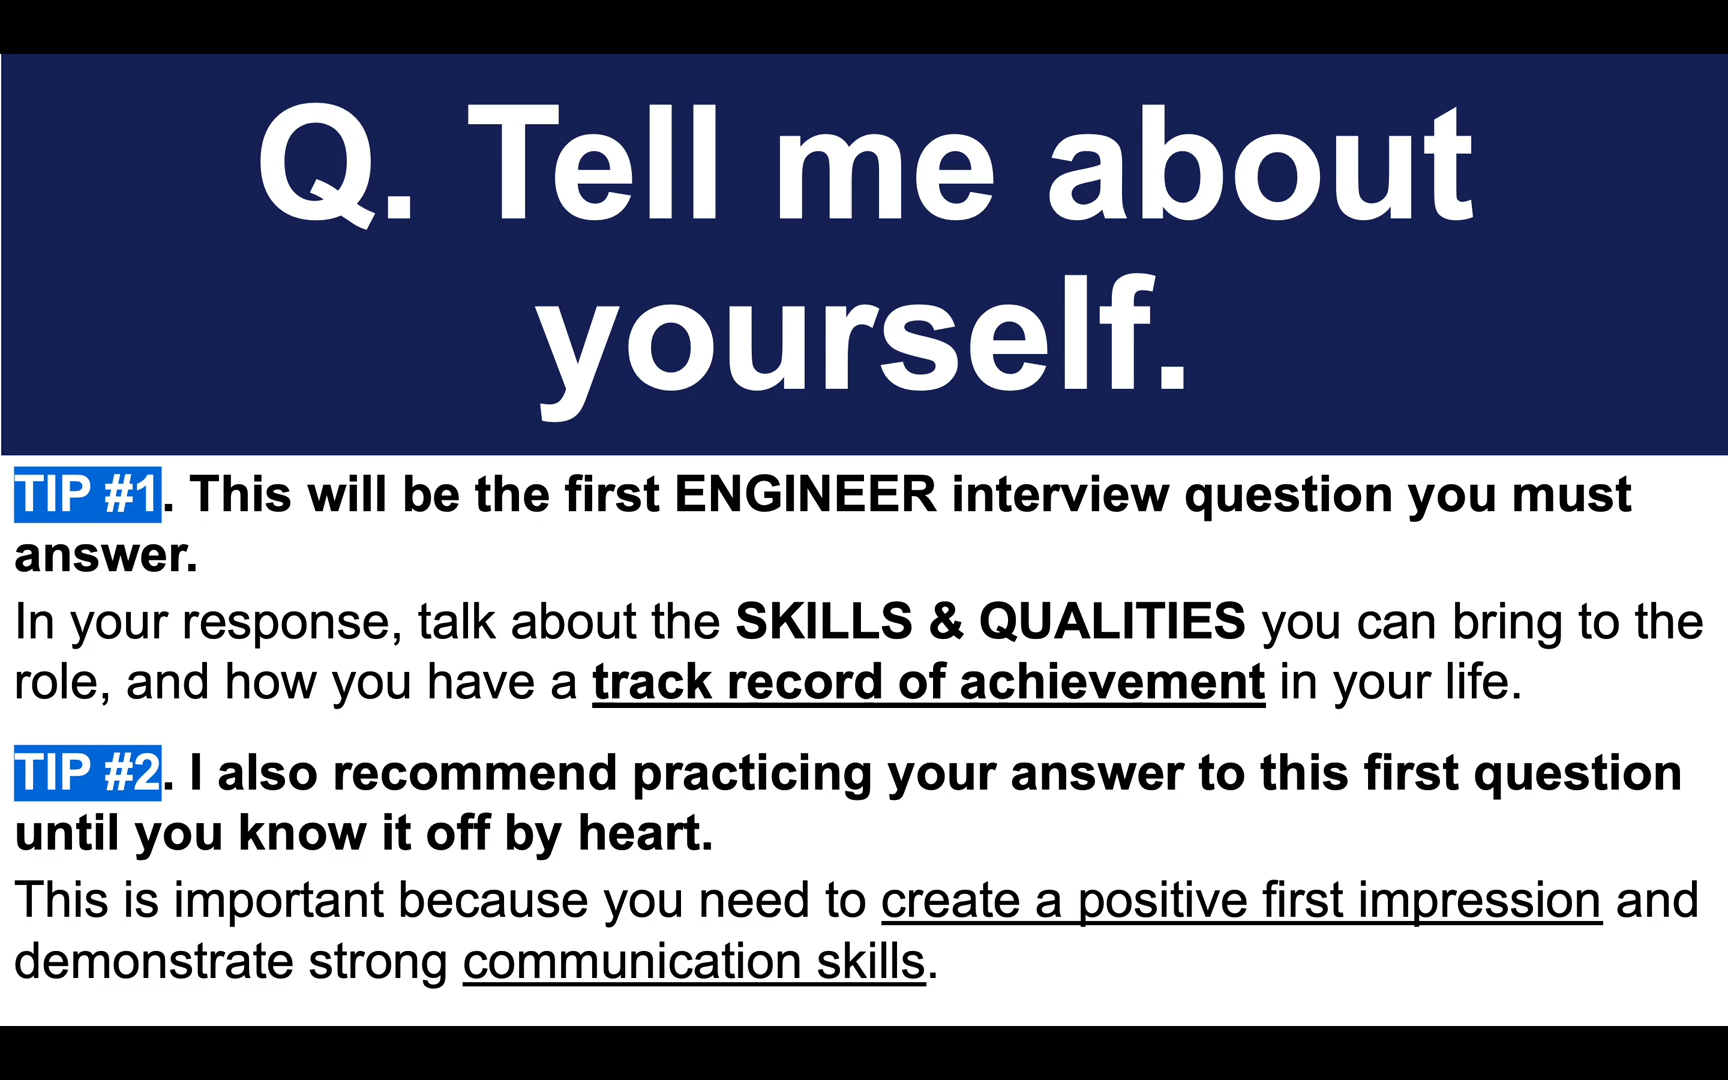 Q. Tell me about
yourself.
TIP #1. This will be the first ENGINEER interview question you must
answer.
In your response, talk about the SKILLS & QUALITIES you can bring to the
role, and how you have a track record of achievement in your life.
TIP #2. I also recommend practicing your answer to this first question
until you know it off by heart.
This is important because you need to create a positive first impression and
demonstrate strong communication skills.